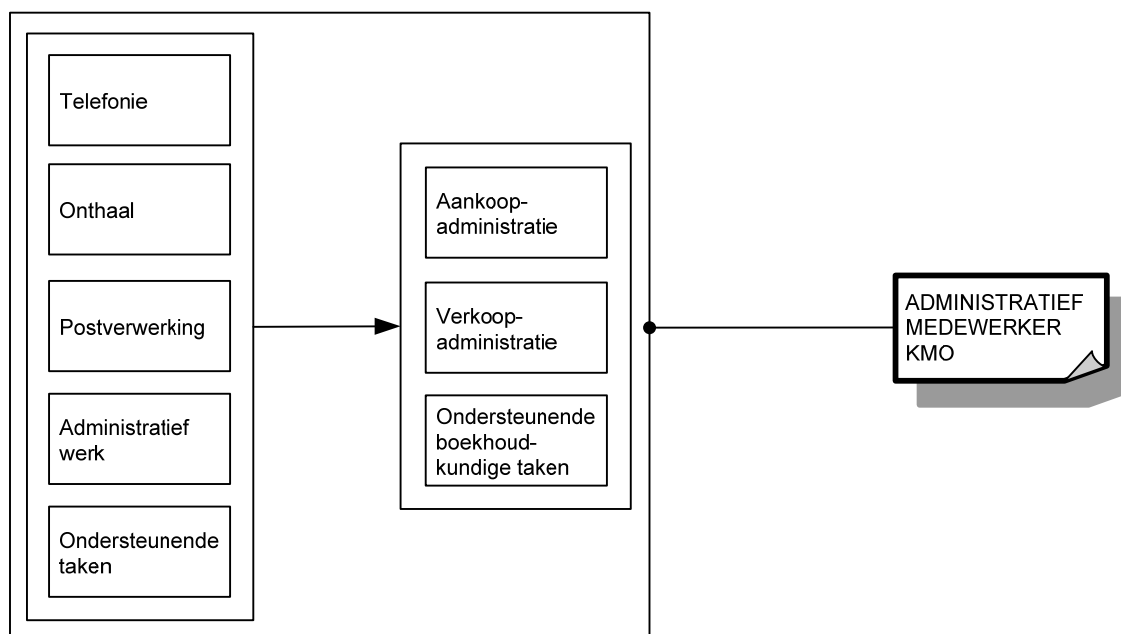 Telefonie
Onthaal
Postverwerking
Administratief
werk
Ondersteunende
taken
Aankoop-
administratie
Verkoop-
administratie
Ondersteunende
boekhoud-
kundige taken
ADMINISTRATIEF
MEDEWERKER
KMO